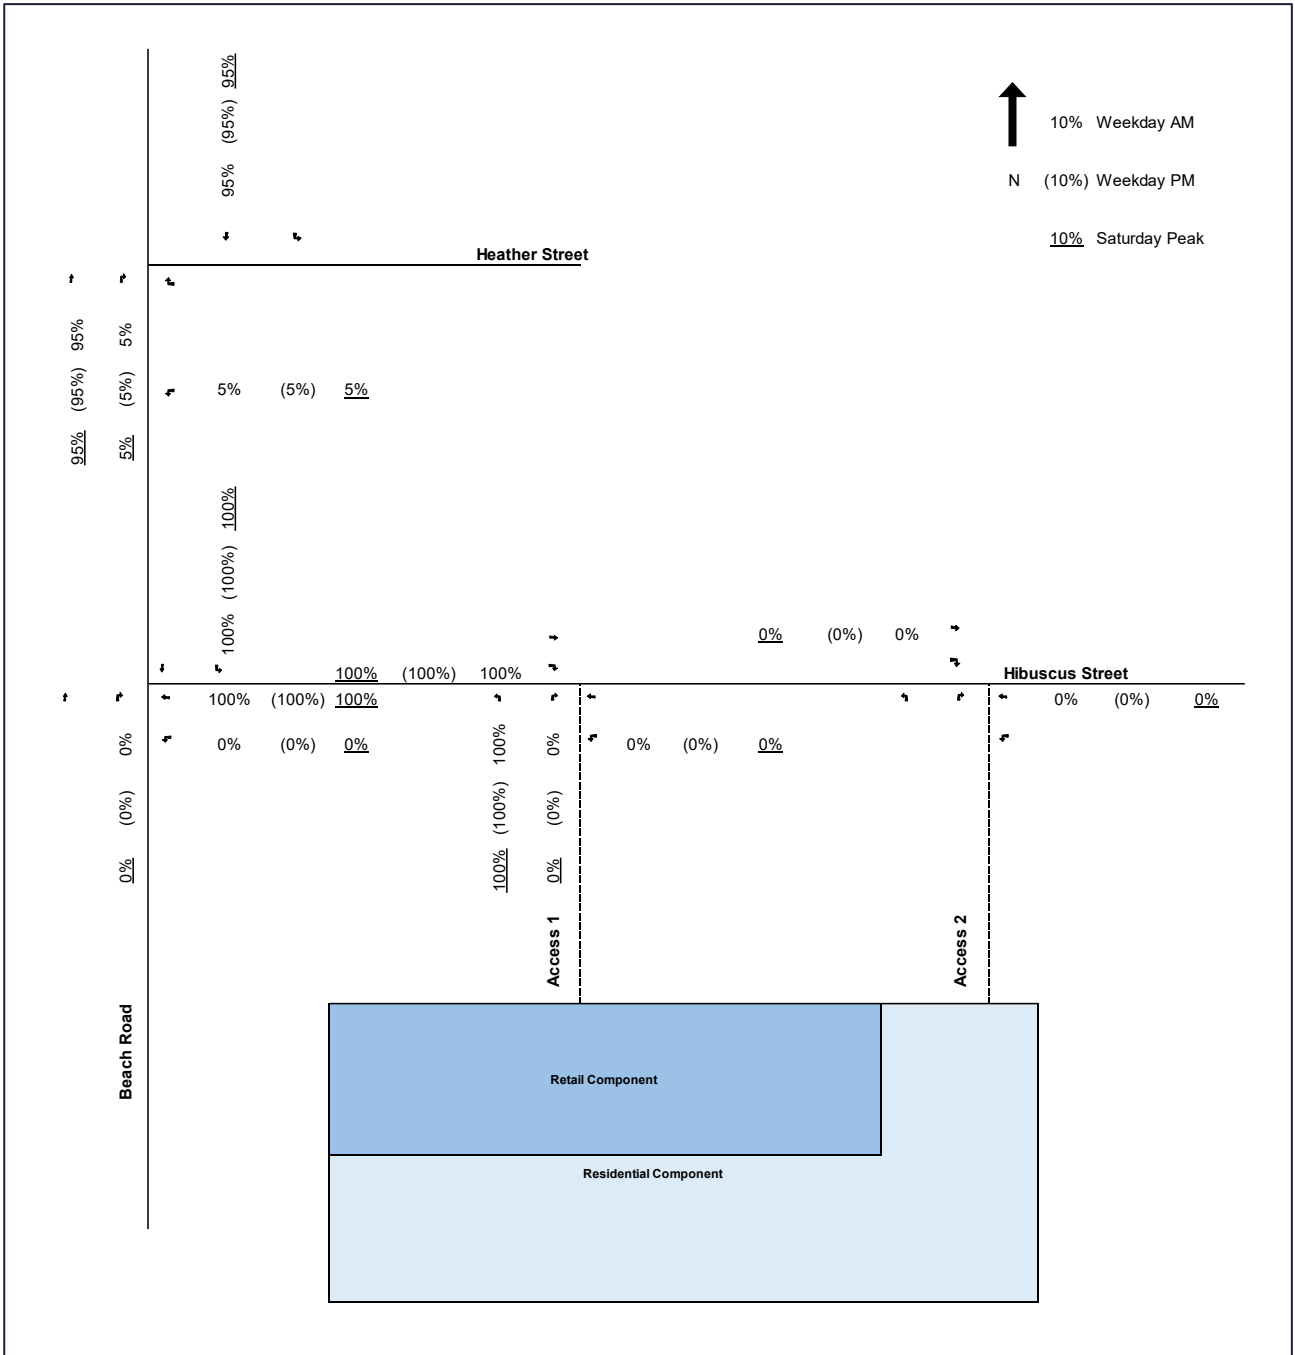 95% (95%) 95%
10% Weekday AM
N (10%) Weekday PM
10% Saturday Peak
Heather Street
95% (95%) 95%
5% (5%) 5%
5% (5%) 5%
100% (100%) 100%
0% (0%) 0%
100% (100%) 100%
Hibuscus Street
100% (100%) 100%
0% (0%) 0%
0% (0%) 0%
0% (0%) 0%
0% (0%) 0%
100% (100%) 100%
0% (0%) 0%
Access 1
Access 2
Beach Road
Retail Component
Residential Component